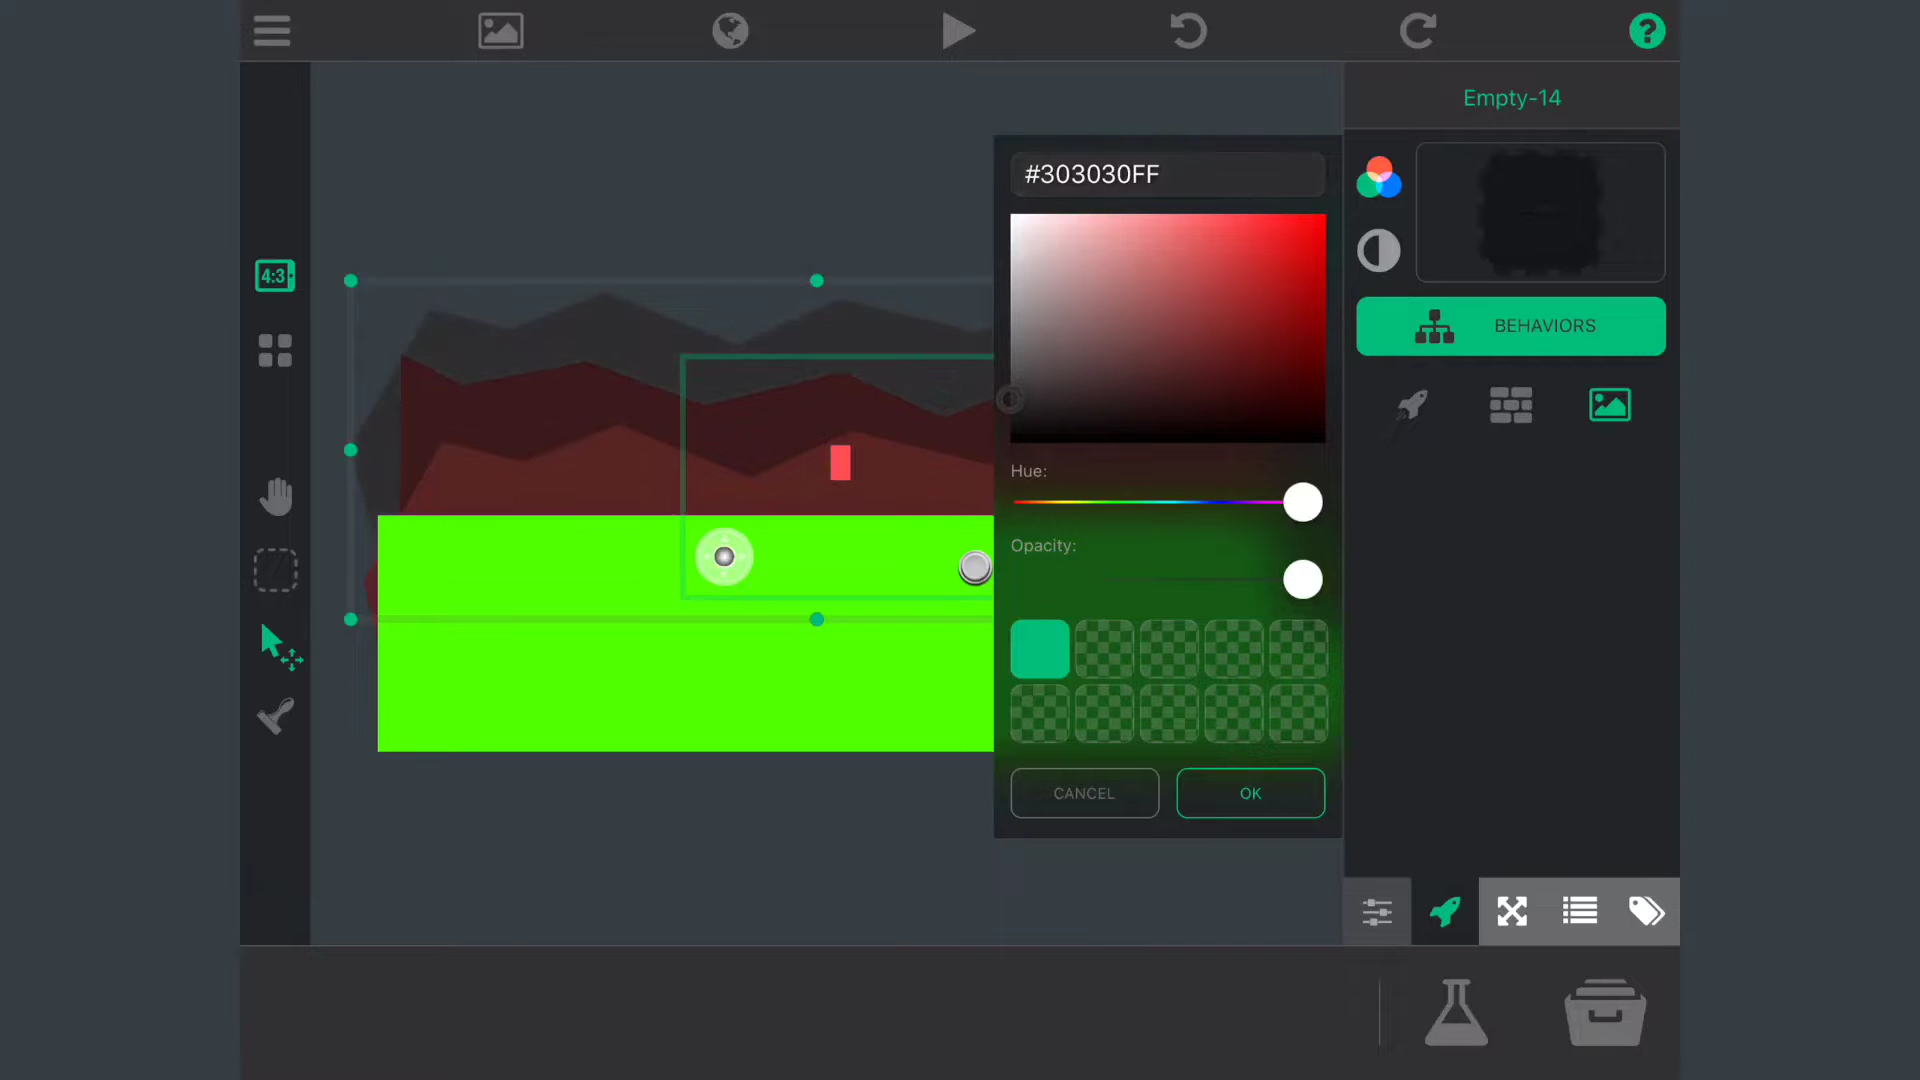 ?
Empty-14
#303030FF
4:3
BEHAVIORS
Hue:
Opacity:
CANCEL
OK